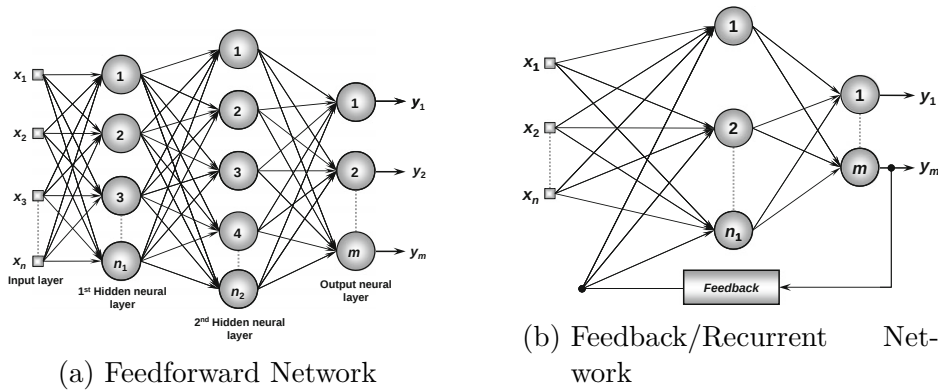 1
x1
1
2
x2
2
1
y1
x3
3
3
2
y2
4
xn
n1
m
ym
Input layer
1st Hidden neural
layer
n2
Output neural
layer
2nd Hidden neural
layer
(a) Feedforward Network
1
x1
1
y1
x2
2
xn
m
ym
n1
Feedback
(b) Feedback/Recurrent Net-
work